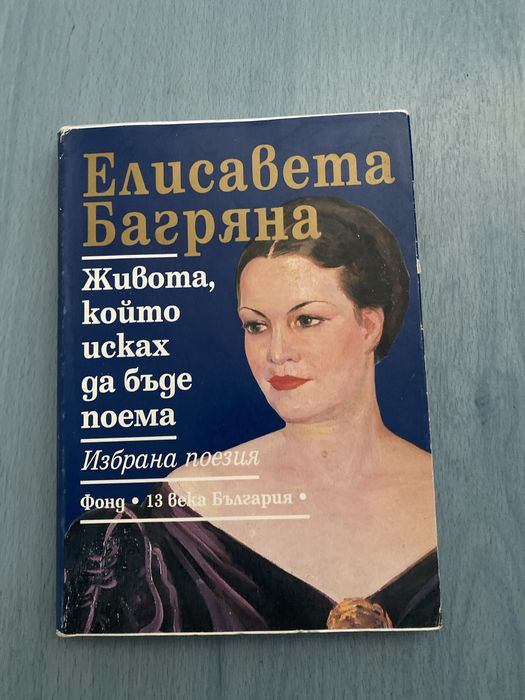 Елисавета
Багряна
Живота,
който
исках
да бъде
поема
Избрана поезия
Фонд • 13 века България •